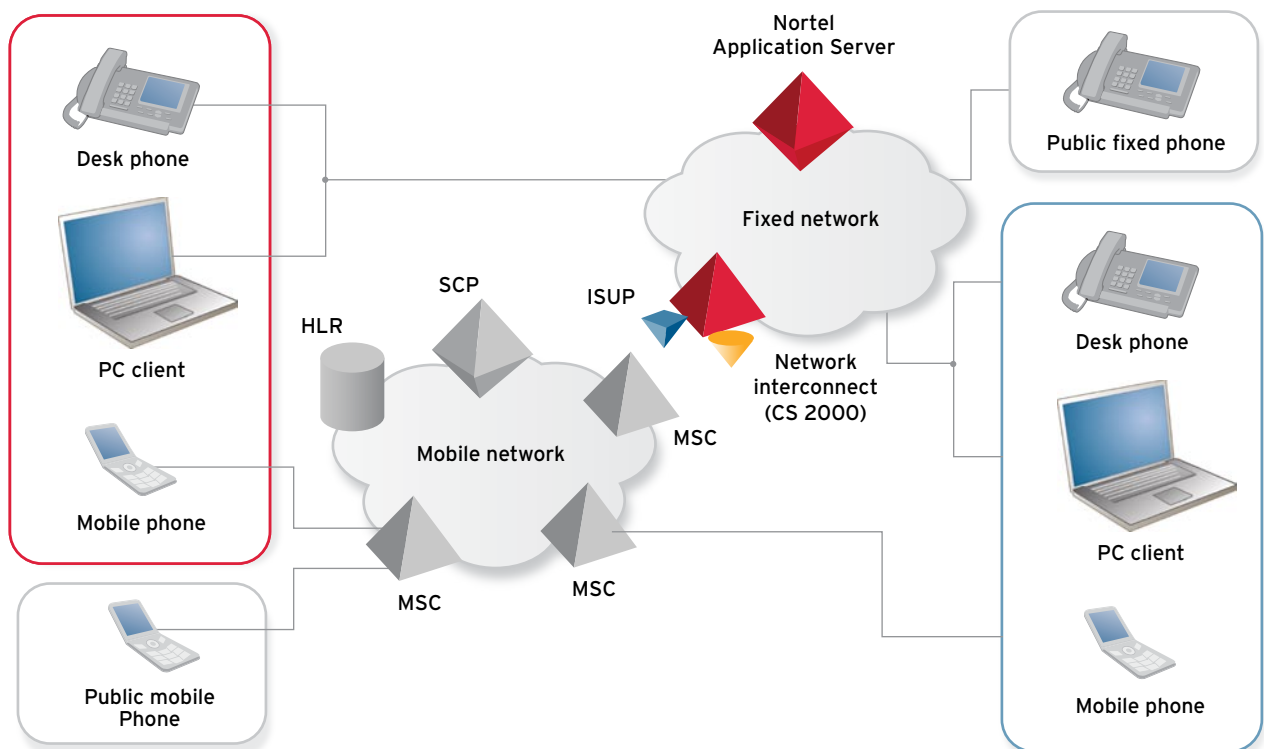 Nortel
Application Server
Desk phone
Public fixed phone
Fixed network
PC client
SCP
ISUP
HLR
Desk phone
Network
interconnect
(CS 2000)
MSC
Mobile network
Mobile phone
PC client
MSC
MSC
Public mobile
Phone
Mobile phone